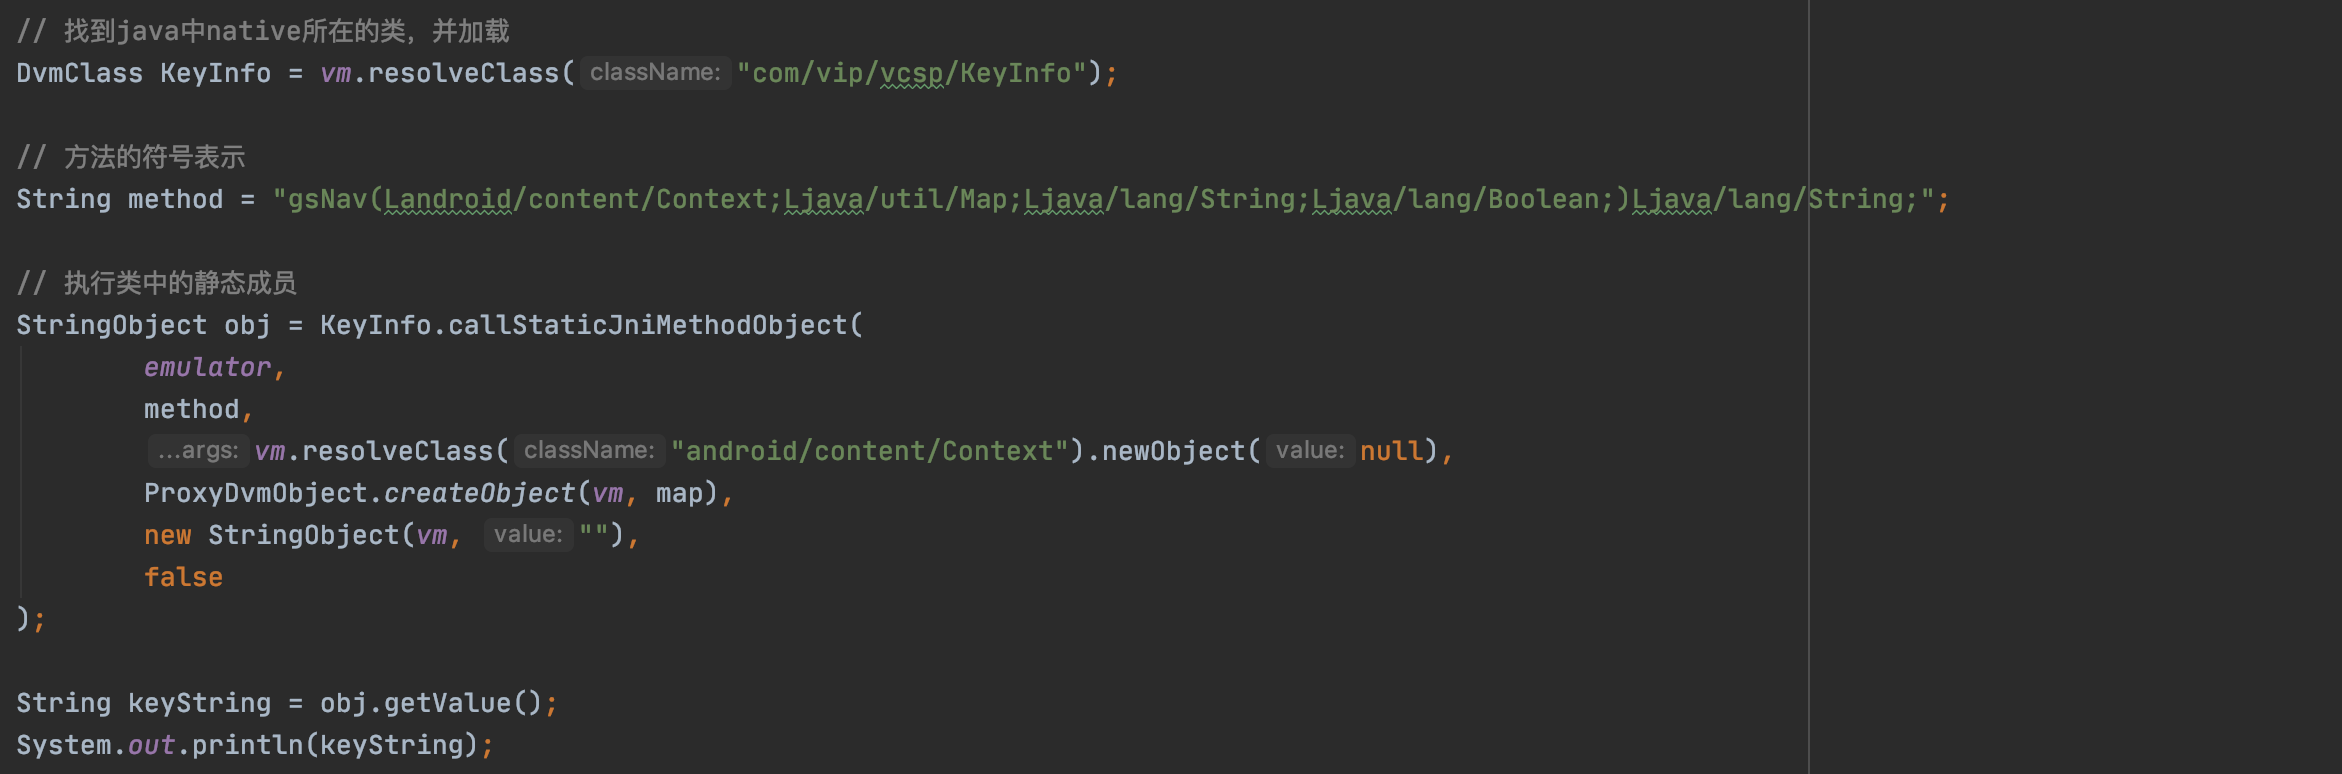 // 找到java中native所在的类，并加载
DvmClass KeyInfo = vm.resolveClass( className: "com/vip/vcsp/KeyInfo");
// 方法的符号表示
String method = "gsNav(Landroid/content/Context;Ljava/util/Map;Ljava/lang/String;Ljava/lang/Boolean;)Ljava/lang/String;";
// 执行类中的静态成员
StringObject obj = KeyInfo.callStaticJniMethodObject(
emulator,
method,
...args: vm.resolveClass( className: "android/content/Context").newObject( value: null),
ProxyDvmObject.createObject(vm, map),
new StringObject(vm, value: ""),
false
);
String keyString = obj.getValue();
System.out.println(keyString);